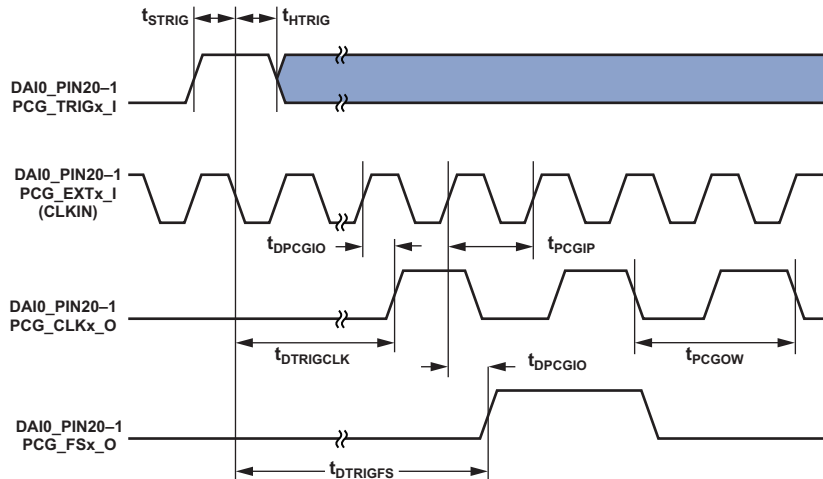 tSTRIG
tHTRIG
DAI0_PIN20–1
PCG_TRIGx_I
DAI0_PIN20–1
PCG_EXTx_I
(CLKIN)
tDPCGIO
tPCGIP
DAI0_PIN20–1
PCG_CLKx_O
tDTRIGCLK
tDPCGIO
tPCGOW
DAI0_PIN20–1
PCG_FSx_O
tDTRIGFS